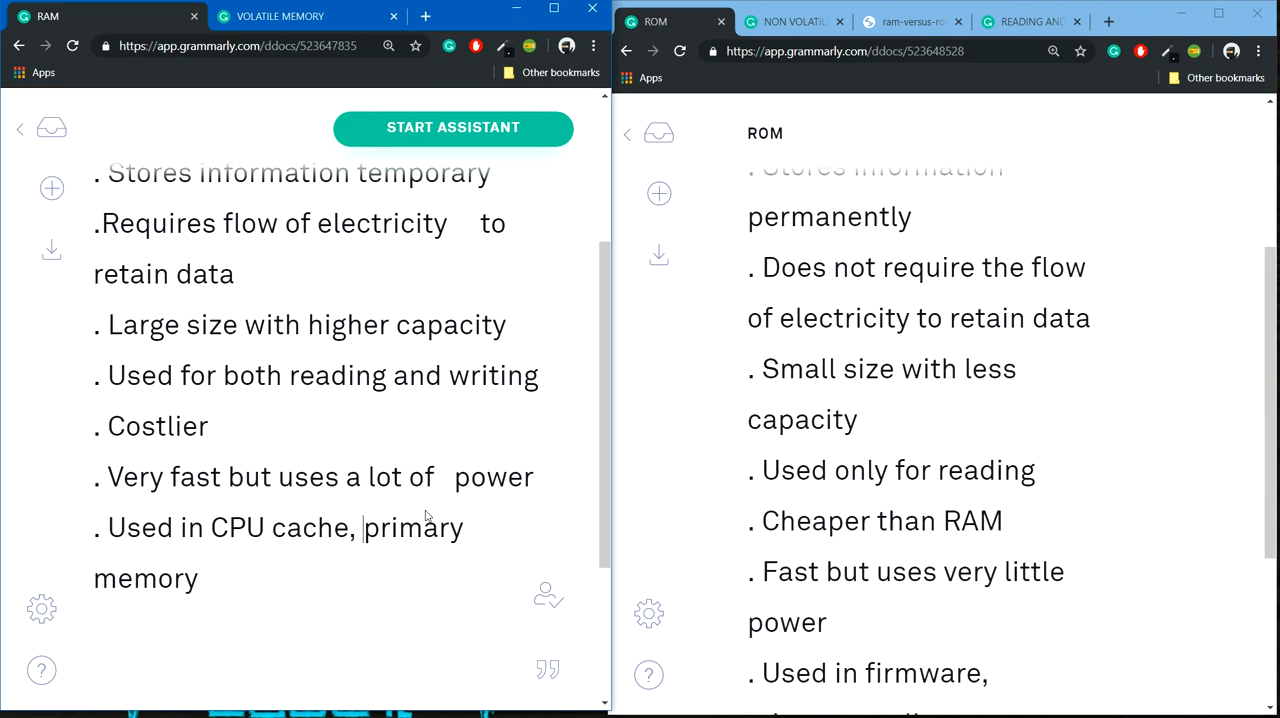 RAM
VOLATILE MEMORY
https://app.grammarly.com/ddocs/523647835
Apps
Other bookmarks
START ASSISTANT
. Stores information temporary
.Requires flow of electricity to
retain data
. Large size with higher capacity
. Used for both reading and writing
. Costlier
. Very fast but uses a lot of power
. Used in CPU cache, primary
memory
ROM
NON VOLATIL
ram-versus-ro
READING AND
https://app.grammarly.com/ddocs/523648528
Apps
Other bookmarks
ROM
. Stores information
permanently
. Does not require the flow
of electricity to retain data
. Small size with less
capacity
. Used only for reading
. Cheaper than RAM
. Fast but uses very little
power
. Used in firmware,